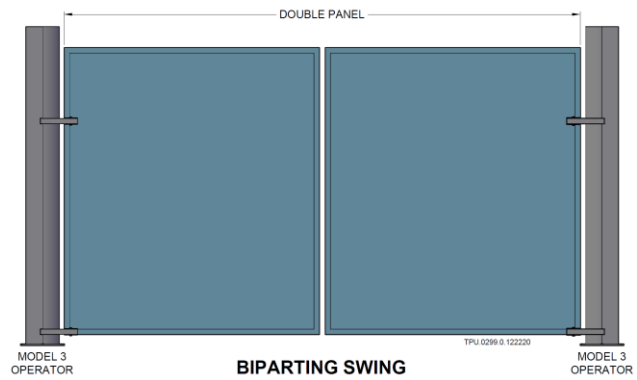 DOUBLE PANEL
TPU.0299.0.122220
MODEL 3
OPERATOR
BIPARTING SWING
MODEL 3
OPERATOR